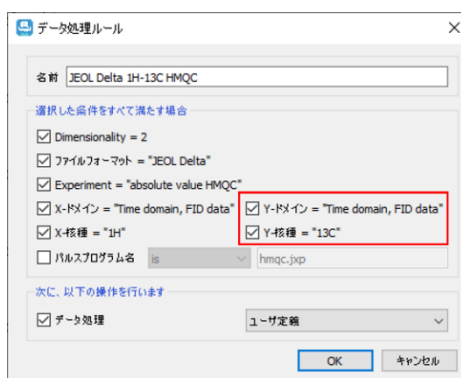 データ処理ルール
名前 JEOL Delta 1H-13C HMQC
選択した条件をすべて満たす場合
Dimensionality = 2
ファイルフォーマット = "JEOL Delta"
Experiment = "absolute value HMQC"
X-ドメイン = "Time domain, FID data" Y-ドメイン = "Time domain, FID data"
X-核種 = "1H" Y-核種 = "13C"
パルスプログラム名 is hmqc.jxp
次に、以下の操作を行います
データ処理 ユーザ定義
OK キャンセル